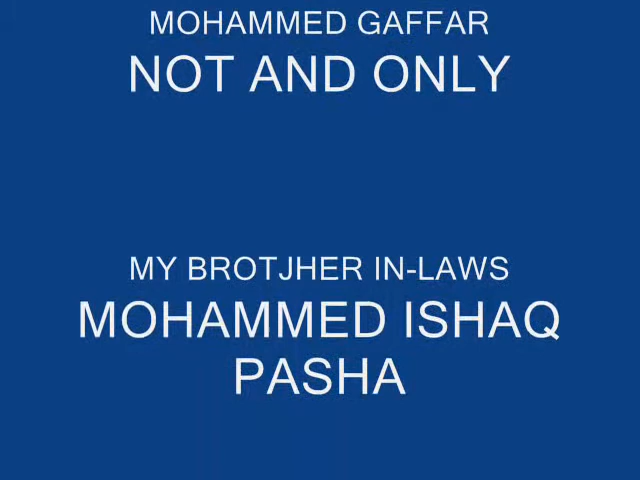 MOHAMMED GAFFAR
NOT AND ONLY
MY BROTJHER IN-LAWS
MOHAMMED ISHAQ
PASHA